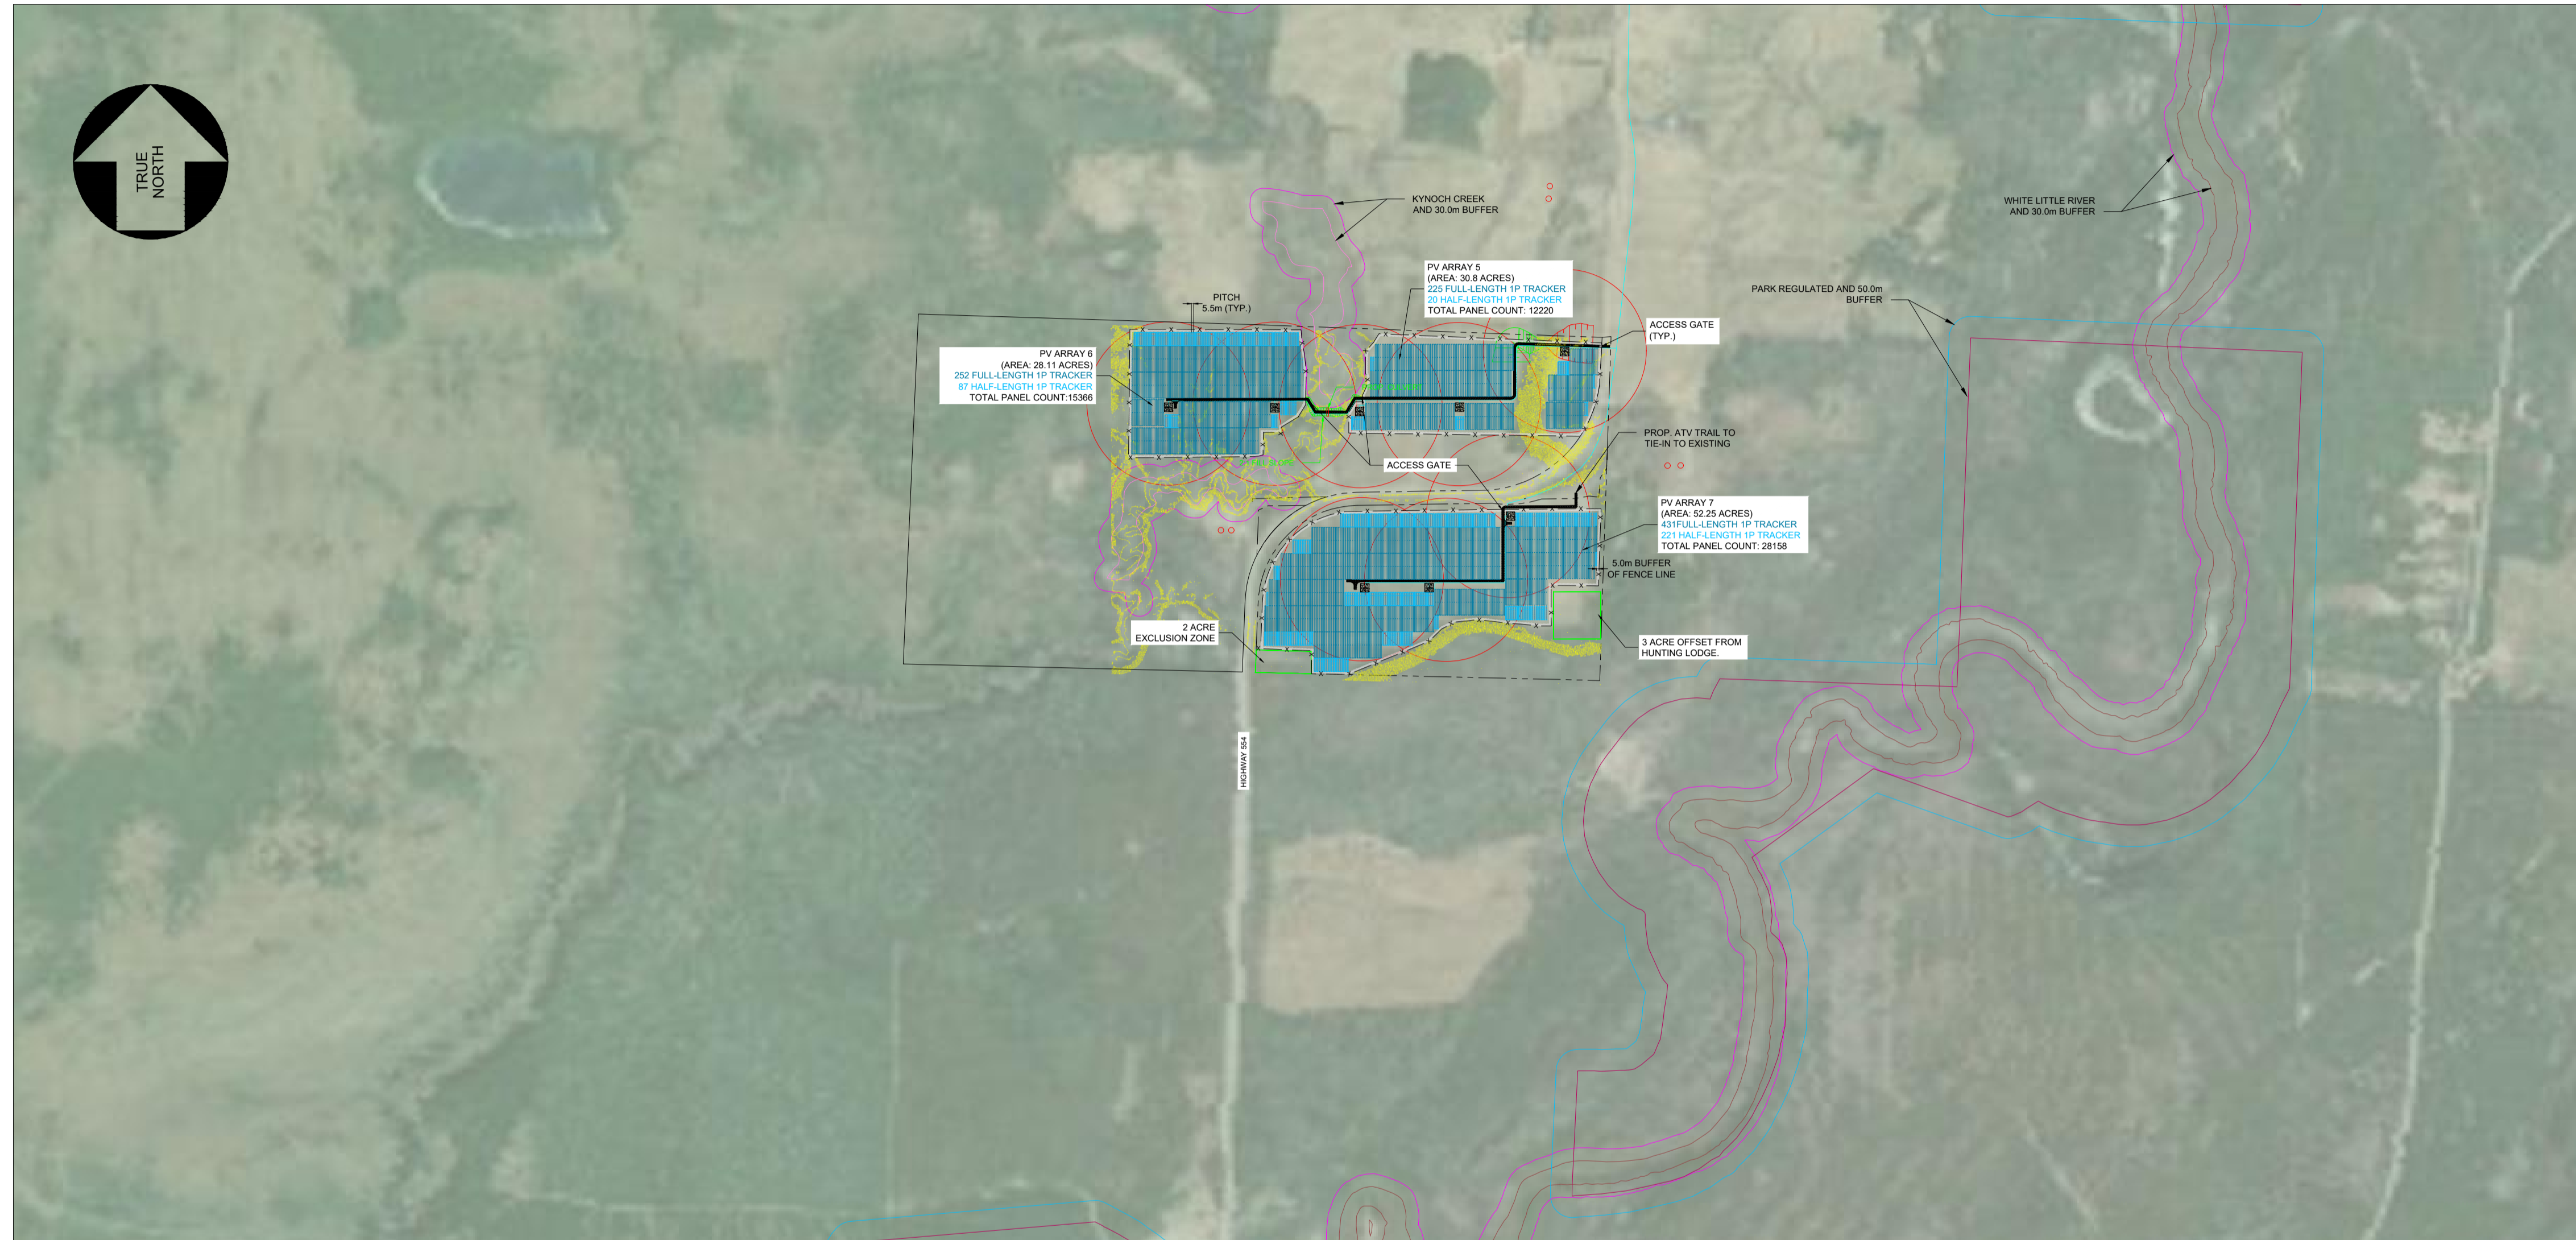 TRUE
NORTH
KYNOCH CREEK
AND 30.0m BUFFER
WHITE LITTLE RIVER
AND 30.0m BUFFER
PITCH
5.5m (TYP.)
PV ARRAY 5
(AREA: 30.8 ACRES)
225 FULL-LENGTH 1P TRACKER
20 HALF-LENGTH 1P TRACKER
TOTAL PANEL COUNT: 12220
PARK REGULATED AND 50.0m
BUFFER
ACCESS GATE
(TYP.)
PV ARRAY 6
(AREA: 28.11 ACRES)
252 FULL-LENGTH 1P TRACKER
87 HALF-LENGTH 1P TRACKER
TOTAL PANEL COUNT:15366
PROP. ATV TRAIL TO
TIE-IN TO EXISTING
ACCESS GATE
PV ARRAY 7
(AREA: 52.25 ACRES)
431FULL-LENGTH 1P TRACKER
221 HALF-LENGTH 1P TRACKER
TOTAL PANEL COUNT: 28158
5.0m BUFFER
OF FENCE LINE
2 ACRE
EXCLUSION ZONE
3 ACRE OFFSET FROM
HUNTING LODGE.
HIGHWAY 554